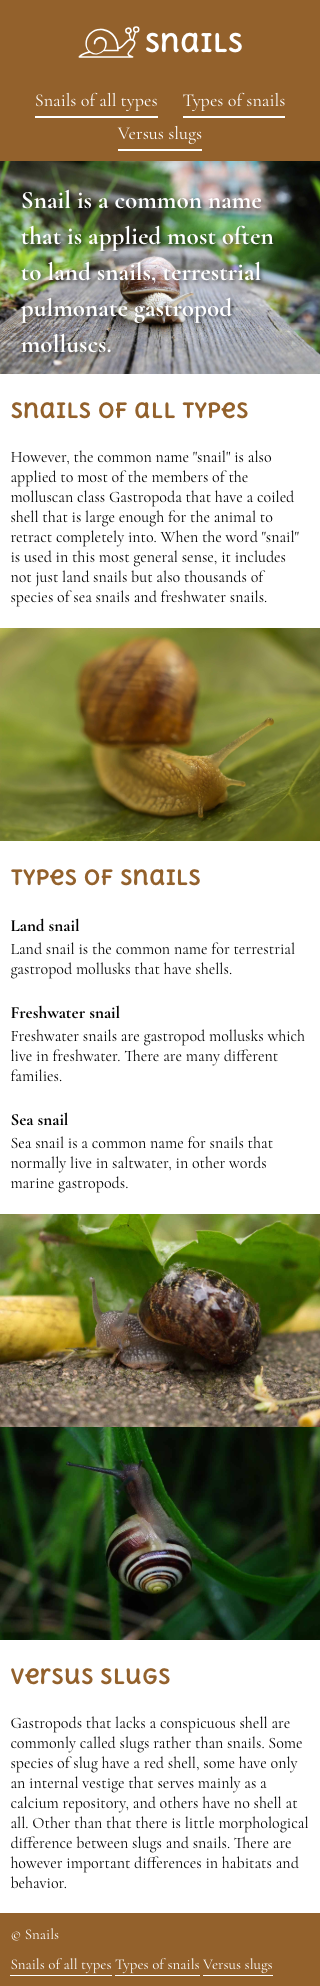 Snails
Snails of all types Types of snails
Versus slugs
Snail is a common name
that is applied most often
to land snails, terrestrial
pulmonate gastropod
molluscs.
Snails of all types
However, the common name "snail" is also
applied to most of the members of the
molluscan class Gastropoda that have a coiled
shell that is large enough for the animal to
retract completely into. When the word "snail"
is used in this most general sense, it includes
not just land snails but also thousands of
species of sea snails and freshwater snails.
Types of snails
Land snail
Land snail is the common name for terrestrial
gastropod mollusks that have shells.
Freshwater snail
Freshwater snails are gastropod mollusks which
live in freshwater. There are many different
families.
Sea snail
Sea snail is a common name for snails that
normally live in saltwater, in other words
marine gastropods.
Versus slugs
Gastropods that lacks a conspicuous shell are
commonly called slugs rather than snails. Some
species of slug have a red shell, some have only
an internal vestige that serves mainly as a
calcium repository, and others have no shell at
all. Other than that there is little morphological
difference between slugs and snails. There are
however important differences in habitats and
behavior.
© Snails
Snails of all types Types of snails Versus slugs